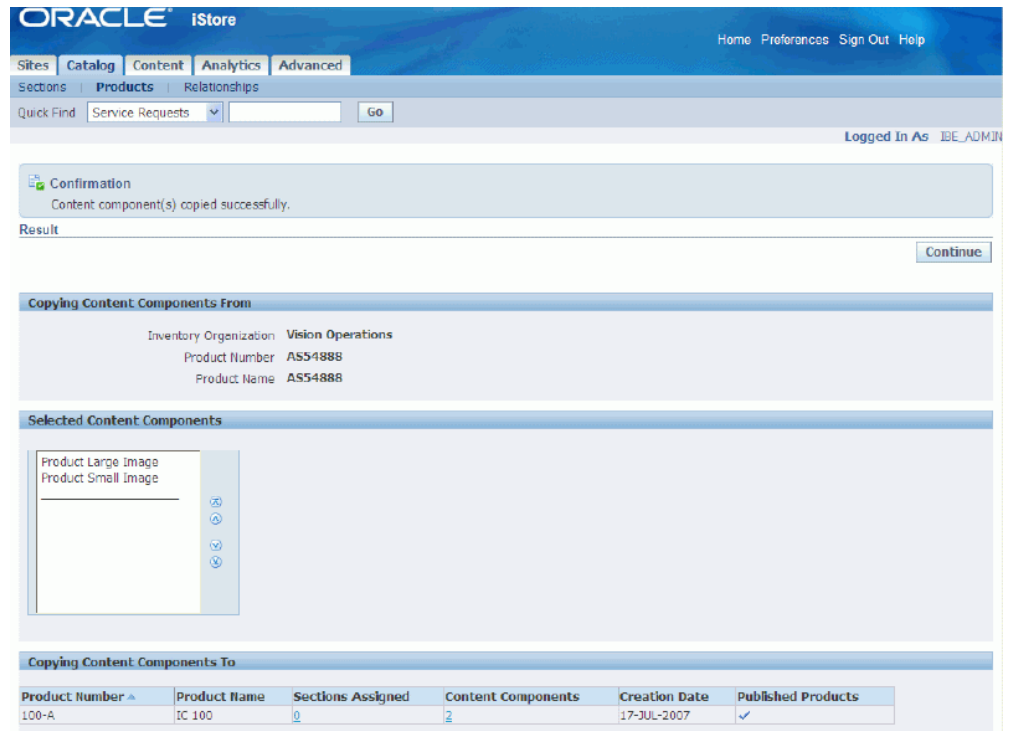 ORACLE® iStore
Home Preferences Sign Out Help
Sites Catalog Content Analytics Advanced
Sections | Products | Relationships
Quick Find Service Requests Go
Logged In As IBE_ADMIN
Confirmation
Content component(s) copied successfully.
Result
Continue
Copying Content Components From
Inventory Organization Vision Operations
Product Number AS54888
Product Name AS54888
Selected Content Components
Product Large Image
Product Small Image
Copying Content Components To
Product Number Product Name Sections Assigned Content Components Creation Date Published Products
100-A IC 100 0 2 17-JUL-2007